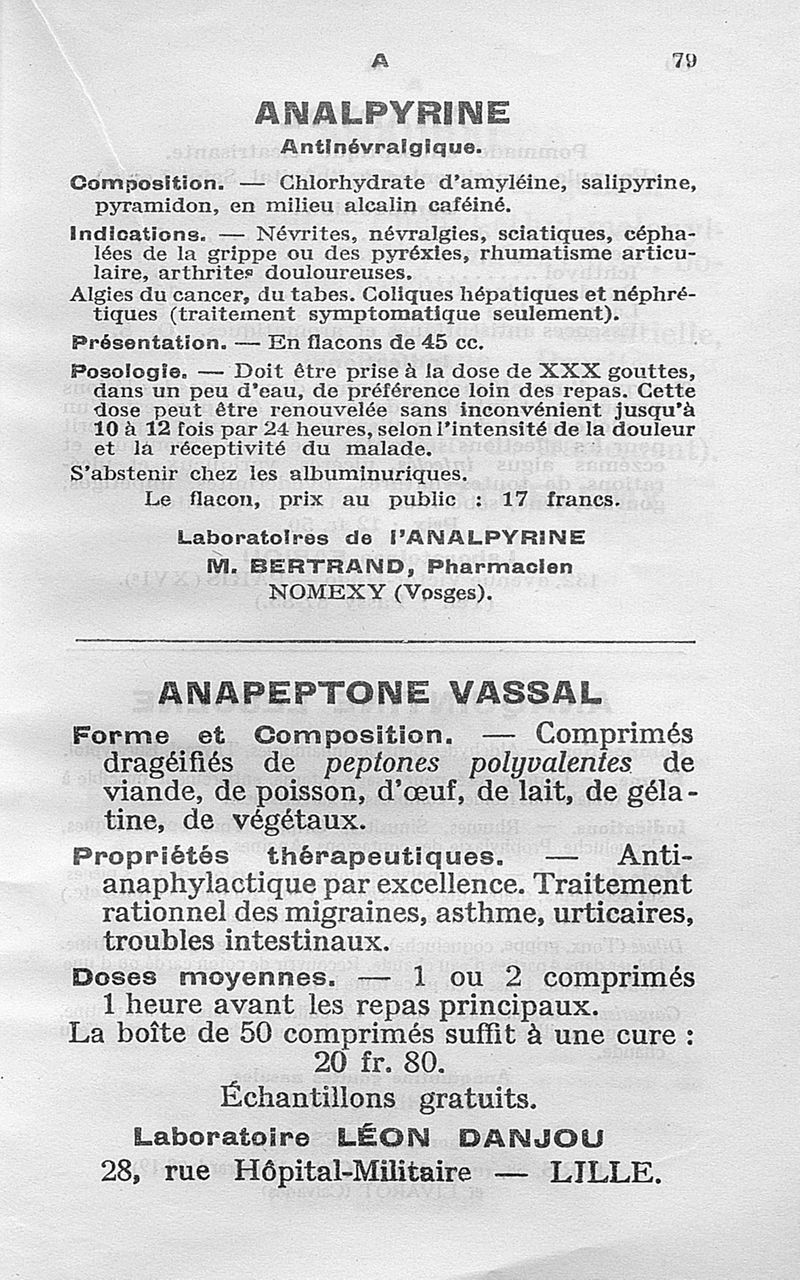 A 79
ANALPYRINE
Antinévralgique.
Composition. — Chlorhydrate d'amyléine, salipyrine,
pyramidon, en milieu alcalin caféiné.
Indications. — Névrites, névralgies, sciatiques, cépha-
lées de la grippe ou des pyréxies, rhumatisme articu-
laire, arthrites douloureuses.
Algies du cancer, du tabes. Coliques hépatiques et néphré-
tiques (traitement symptomatique seulement).
Présentation. — En flacons de 45 cc.
Posologie. — Doit être prise à la dose de XXX gouttes,
dans un peu d'eau, de préférence loin des repas. Cette
dose peut être renouvelée sans inconvénient jusqu'à
10 à 12 fois par 24 heures, selon l'intensité de la douleur
et la réceptivité du malade.
S'abstenir chez les albuminuriques.
Le flacon, prix au public : 17 francs.
Laboratoires de l'ANALPYRINE
M. BERTRAND, Pharmacien
NOMEXY (Vosges).
ANAPEPTONE VASSAL
Forme et Composition. — Comprimés
dragéifiés de peptones polyvalentes de
viande, de poisson, d'œuf, de lait, de géla-
tine, de végétaux.
Propriétés thérapeutiques. — Anti-
anaphylactique par excellence. Traitement
rationnel des migraines, asthme, urticaires,
troubles intestinaux.
Doses moyennes. — 1 ou 2 comprimés
1 heure avant les repas principaux.
La boîte de 50 comprimés suffit à une cure :
20 fr. 80.
Échantillons gratuits.
Laboratoire LÉON DANJOU
28, rue Hôpital-Militaire — LILLE.